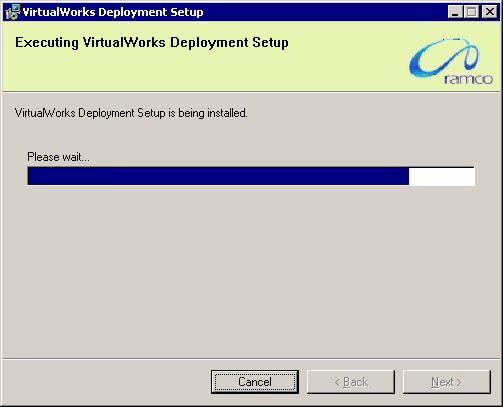 VirtualWorks Deployment Setup
Executing VirtualWorks Deployment Setup
ramco
VirtualWorks Deployment Setup is being installed.
Please wait...
Cancel
< Back
Next >